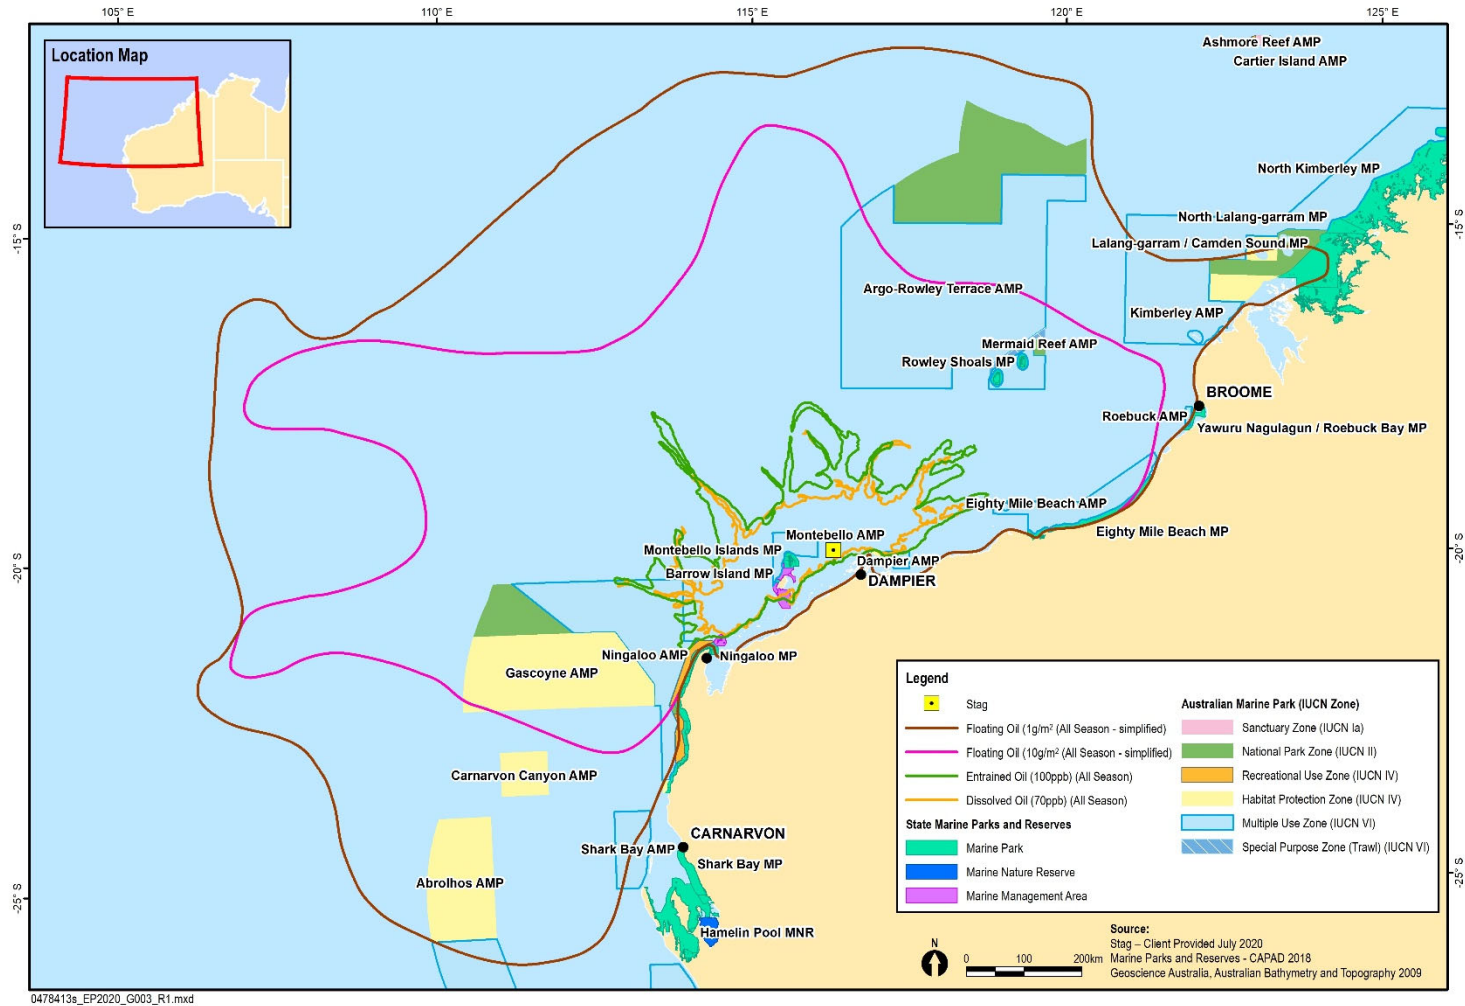 105° E
110° E
115° E
120° E
125° E
Location Map
Ashmore Reef AMP
Cartier Island AMP
North Kimberley MP
-15° S
North Lalang-garram MP
-15° S
Lalang-garram / Camden Sound MP
Argo-Rowley Terrace AMP
Kimberley AMP
Mermaid Reef AMP
Rowley Shoals MP
BROOME
Roebuck AMP
Yawuru Nagulagun / Roebuck Bay MP
Eighty Mile Beach AMP
Eighty Mile Beach MP
Montebello AMP
Montebello Islands MP
Dampier AMP
-20° S
Barrow Island MP
DAMPIER
-20° S
Ningaloo AMP
Ningaloo MP
Gascoyne AMP
Carnarvon Canyon AMP
CARNARVON
Shark Bay AMP
Shark Bay MP
Abrolhos AMP
-25° S
-25° S
Hamelin Pool MNR
Legend
Stag
Floating Oil (1g/m² (All Season - simplified)
Floating Oil (10g/m² (All Season - simplified)
Entrained Oil (100ppb) (All Season)
Dissolved Oil (70ppb) (All Season)
State Marine Parks and Reserves
Marine Park
Marine Nature Reserve
Marine Management Area
Australian Marine Park (IUCN Zone)
Sanctuary Zone (IUCN Ia)
National Park Zone (IUCN II)
Recreational Use Zone (IUCN IV)
Habitat Protection Zone (IUCN IV)
Multiple Use Zone (IUCN VI)
Special Purpose Zone (Trawl) (IUCN VI)
N
0 100 200km
Source:
Stag – Client Provided July 2020
Marine Parks and Reserves - CAPAD 2018
Geoscience Australia, Australian Bathymetry and Topography 2009
0478413s_EP2020_G003_R1.mxd